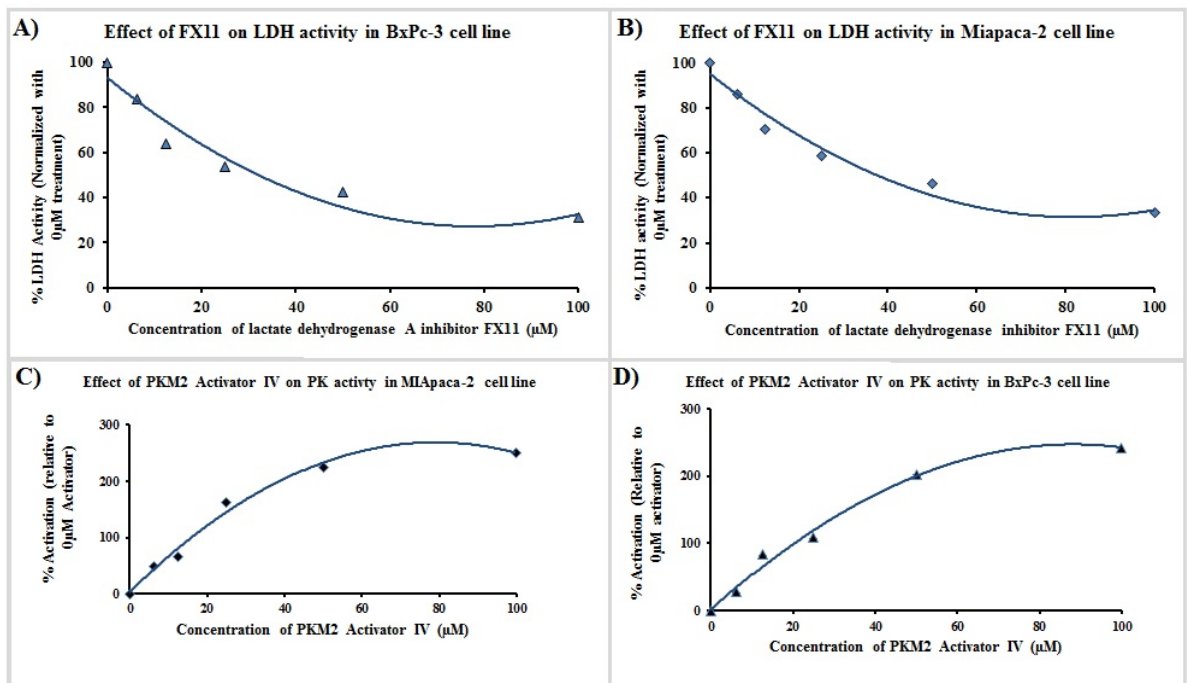 A)
Effect of FX11 on LDH activity in BxPc-3 cell line
% LDH Activity (Normalized with
0µM treatment)
100
80
60
40
20
0
0 20 40 60 80 100
Concentration of lactate dehydrogenase A inhibitor FX11 (µM)
B)
Effect of FX11 on LDH activity in Miapaca-2 cell line
% LDH activity (Normalized with
0µM treatment)
100
80
60
40
20
0
0 20 40 60 80 100
Concentration of lactate dehydrogenase inhibitor FX11 (µM)
C)
Effect of PKM2 Activator IV on PK activty in MIApaca-2 cell line
% Activation (relative to
0µM Activator)
300
200
100
0
0 20 40 60 80 100
Concentration of PKM2 Activator IV (µM)
D)
Effect of PKM2 Activator IV on PK activty in BxPc-3 cell line
% Activation (Relative to
0µM activator)
300
200
100
0
0 20 40 60 80 100
Concentration of PKM2 Activator IV (µM)